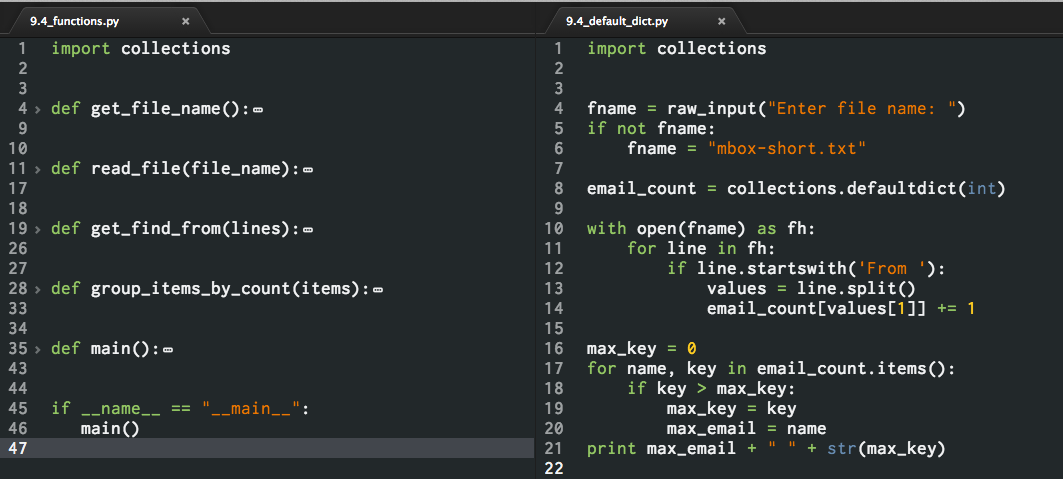 9.4_functions.py ×
1 import collections
2
3
4 › def get_file_name():⋯
9
10
11 › def read_file(file_name):⋯
17
18
19 › def get_find_from(lines):⋯
26
27
28 › def group_items_by_count(items):⋯
33
34
35 › def main():⋯
43
44
45 if __name__ == "__main__":
46    main()
47
9.4_default_dict.py ×
1 import collections
2
3
4 fname = raw_input("Enter file name: ")
5 if not fname:
6     fname = "mbox-short.txt"
7
8 email_count = collections.defaultdict(int)
9
10 with open(fname) as fh:
11     for line in fh:
12         if line.startswith('From '):
13             values = line.split()
14             email_count[values[1]] += 1
15
16 max_key = 0
17 for name, key in email_count.items():
18     if key > max_key:
19         max_key = key
20         max_email = name
21 print max_email + " " + str(max_key)
22